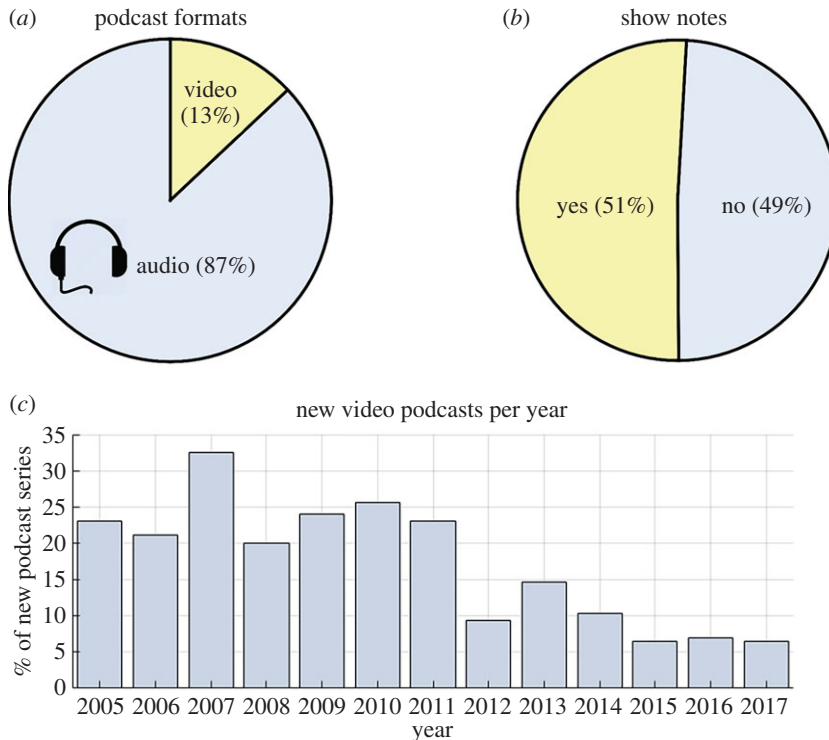 (a) podcast formats
video
(13%)
audio (87%)
(b) show notes
yes (51%)
no (49%)
(c) new video podcasts per year
% of new podcast series
35
30
25
20
15
10
5
0
2005 2006 2007 2008 2009 2010 2011 2012 2013 2014 2015 2016 2017
year